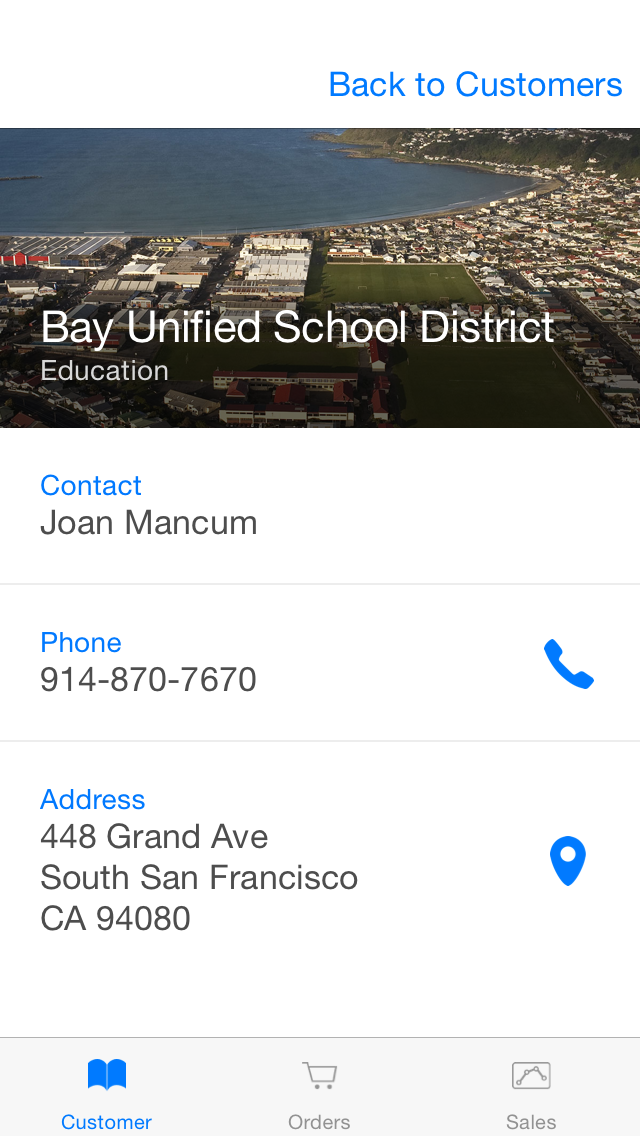 Back to Customers
Bay Unified School District
Education
Contact
Joan Mancum
Phone
914-870-7670
Address
448 Grand Ave
South San Francisco
CA 94080
Customer
Orders
Sales